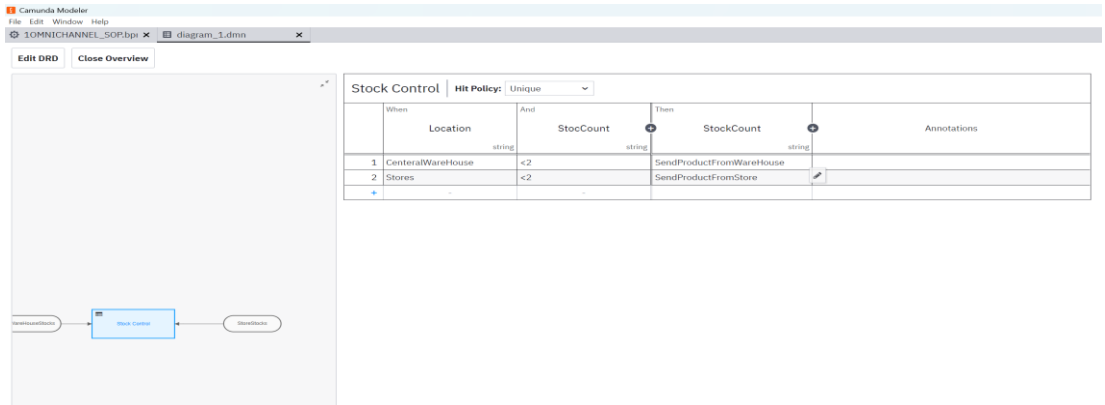 Camunda Modeler
File Edit Window Help
1OMNICHANNEL_SOP.bpm × diagram_1.dmn ×
Edit DRD Close Overview
Stock Control Hit Policy: Unique
When And Then
Location StocCount StockCount Annotations
string string string
1 CenteralWareHouse <2 SendProductFromWareHouse
2 Stores <2 SendProductFromStore
+ - -
WareHouseStocks Stock Control StoreStocks